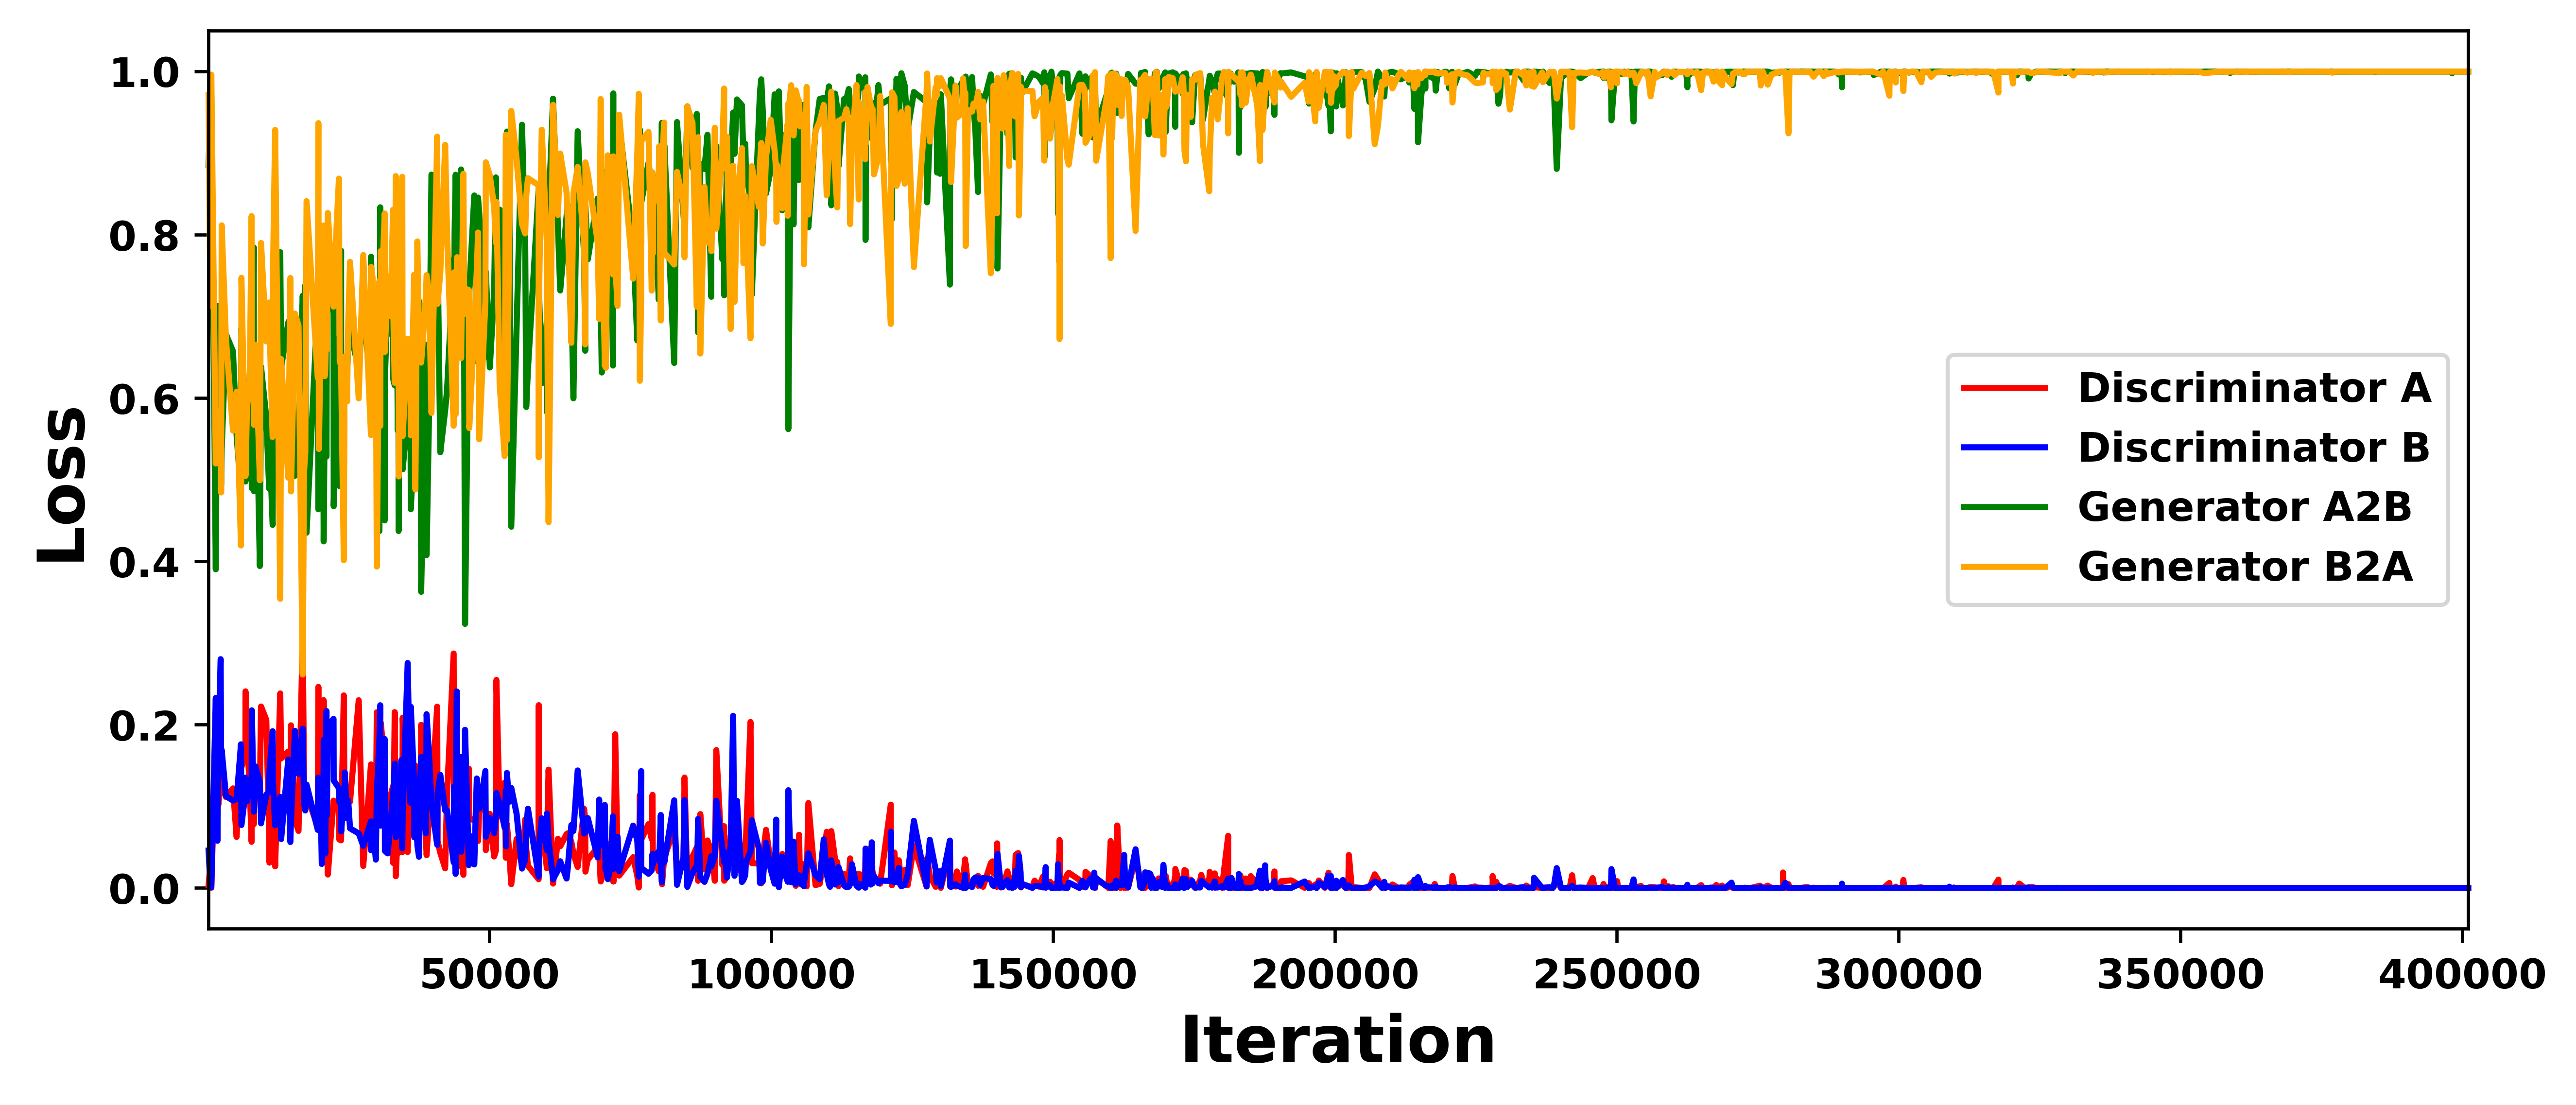 1.0
0.8
0.6
0.4
0.2
0.0
Loss
50000 100000 150000 200000 250000 300000 350000 400000
Iteration
Discriminator A
Discriminator B
Generator A2B
Generator B2A